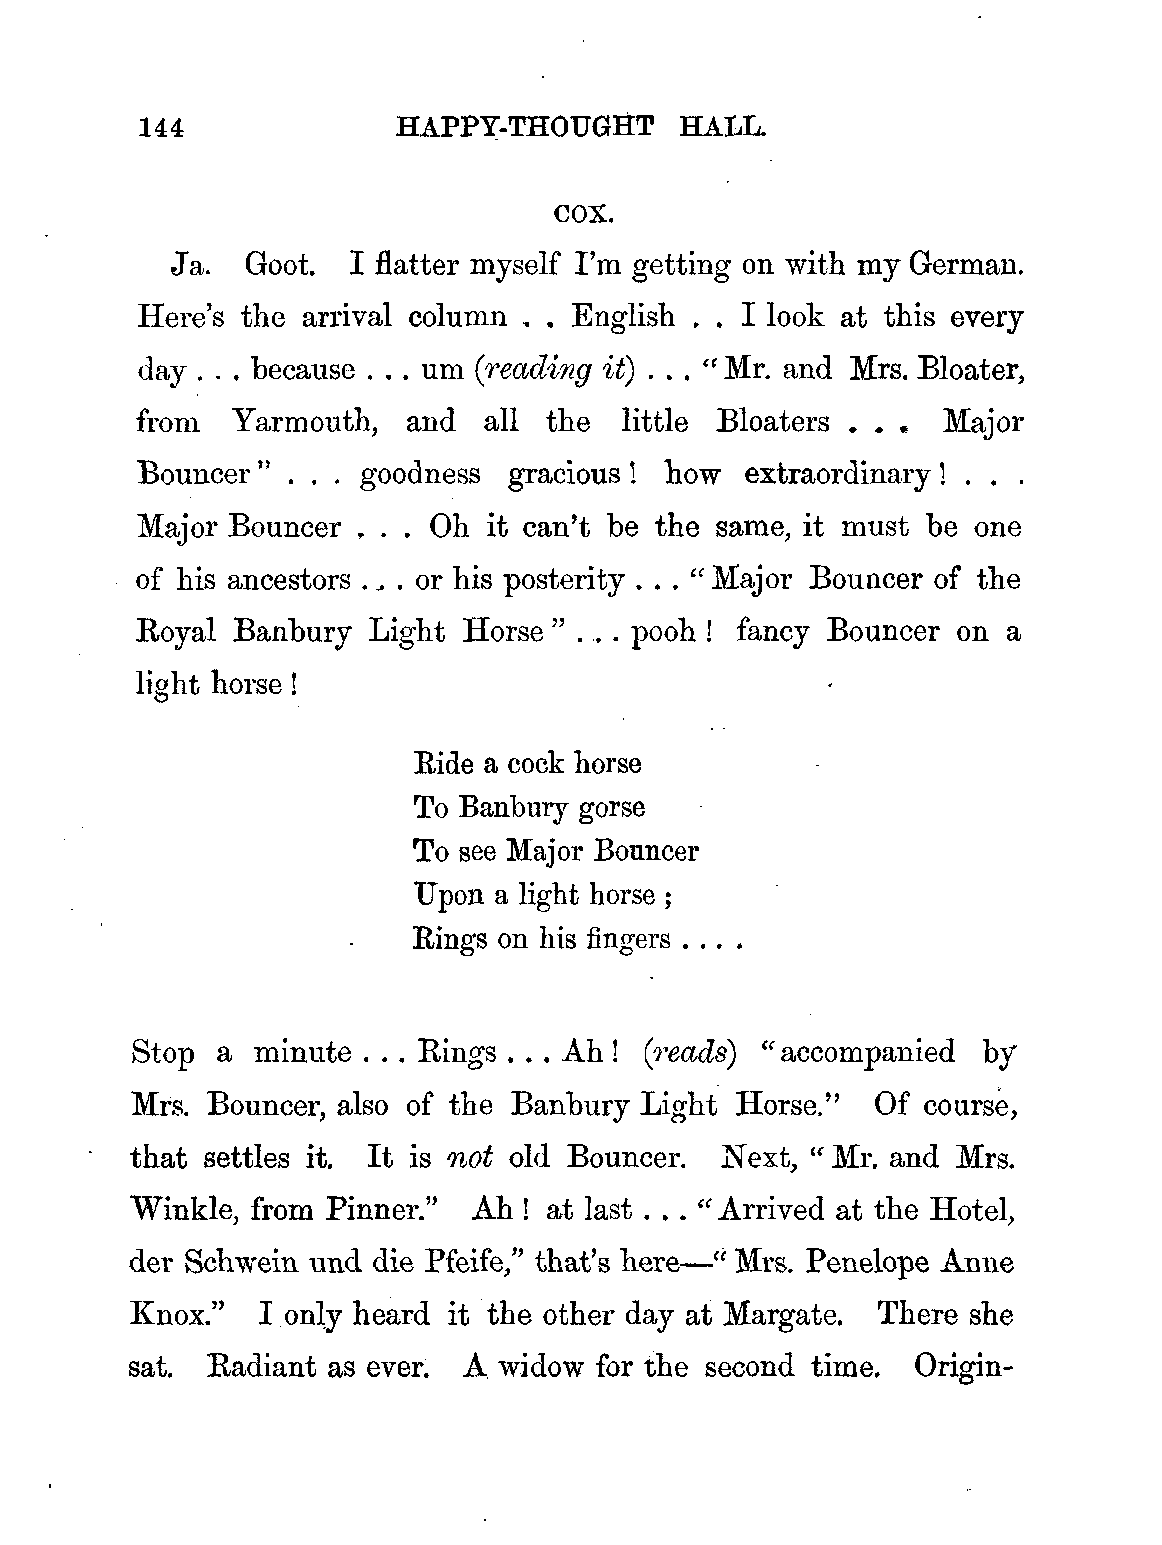 144 HAPPY-THOUGHT HALL.
COX.
Ja. Goot. I flatter myself I'm getting on with my German.
Here's the arrival column . . English . . I look at this every
day . . . because . . . um (reading it) . . . “Mr. and Mrs. Bloater,
from Yarmouth, and all the little Bloaters . . . Major
Bouncer” . . . goodness gracious! how extraordinary! . . .
Major Bouncer . . . Oh it can't be the same, it must be one
of his ancestors . . . or his posterity . . . “Major Bouncer of the
Royal Banbury Light Horse” . . . pooh! fancy Bouncer on a
light horse!
Ride a cock horse
To Banbury gorse
To see Major Bouncer
Upon a light horse;
Rings on his fingers . . . .
Stop a minute . . . Rings . . . Ah! (reads) “accompanied by
Mrs. Bouncer, also of the Banbury Light Horse.” Of course,
that settles it. It is not old Bouncer. Next, “Mr. and Mrs.
Winkle, from Pinner.” Ah! at last . . . “Arrived at the Hotel,
der Schwein und die Pfeife,” that's here—“Mrs. Penelope Anne
Knox.” I only heard it the other day at Margate. There she
sat. Radiant as ever. A widow for the second time. Origin-